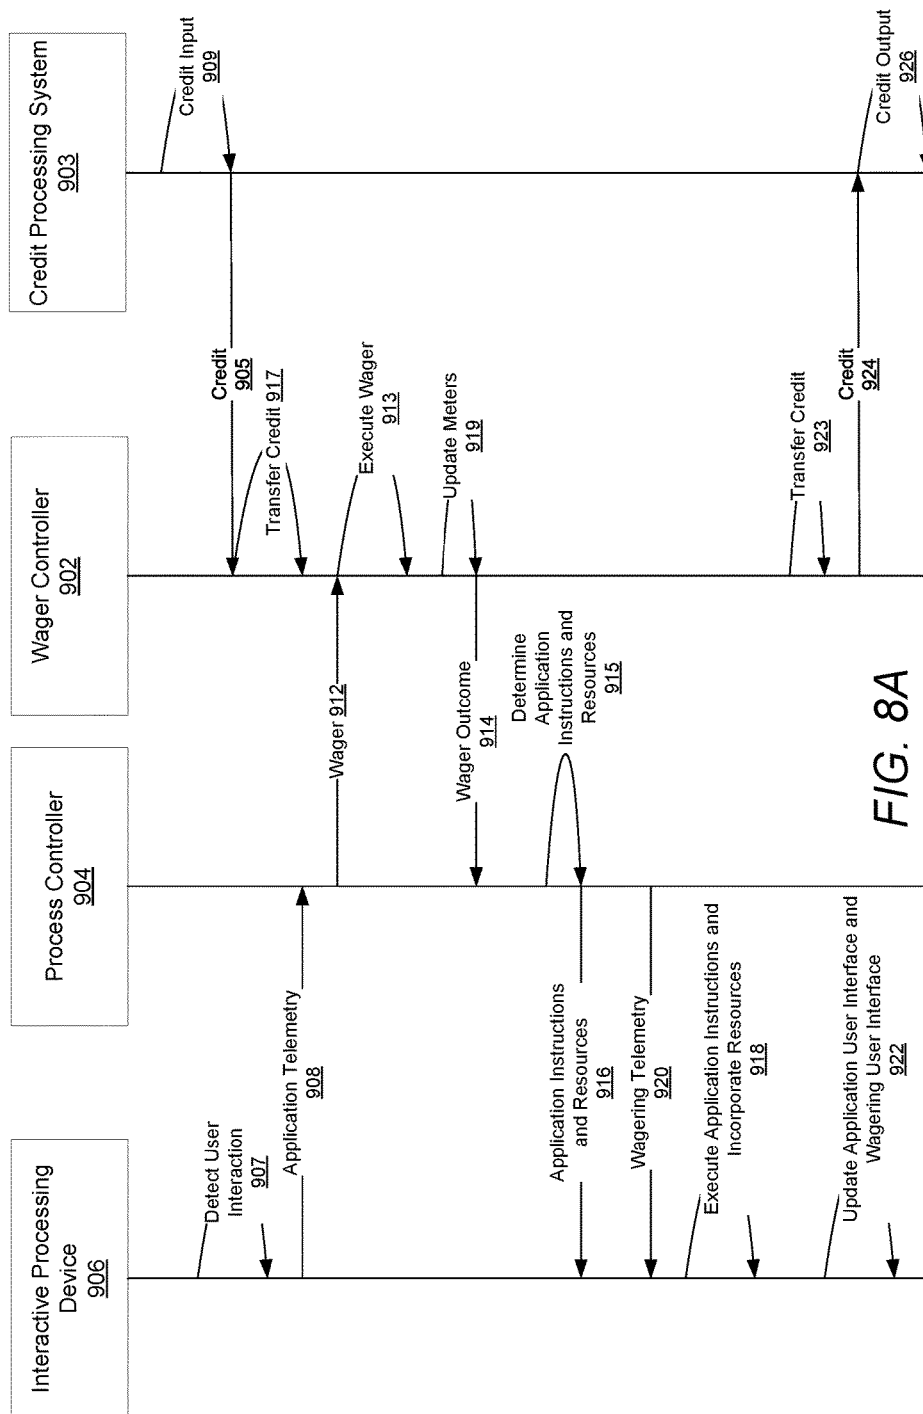 Interactive Processing
Device
906
Process Controller
904
Wager Controller
902
Credit Processing System
903
Credit Input
909
Detect User
Interaction
907
Credit
905
Transfer Credit 917
Application Telemetry
908
Wager 912
Execute Wager
913
Update Meters
919
Wager Outcome
914
Determine
Application
Instructions and
Resources
915
Application Instructions
and Resources
916
Wagering Telemetry
920
Execute Application Instructions and
Incorporate Resources
918
Transfer Credit
923
Update Application User Interface and
Wagering User Interface
922
Credit
924
Credit Output
926
FIG. 8A